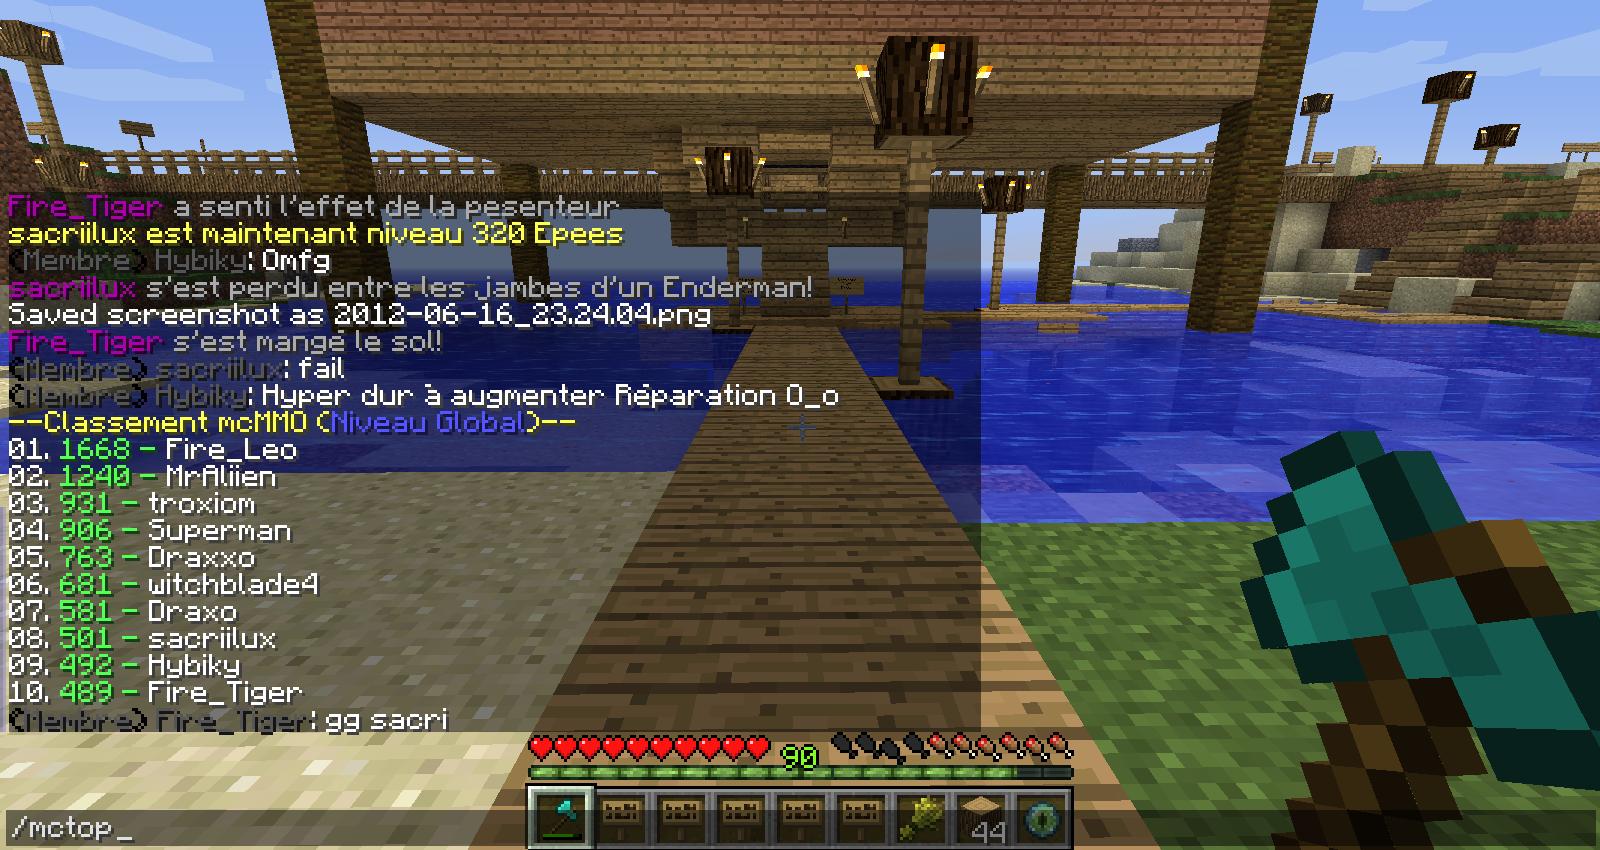 Fire_Tiger a senti l'effet de la pesenteur
sacriilux est maintenant niveau 320 Epees
(Membre) Hybiky: Omfg
sacriilux s'est perdu entre les jambes d'un Enderman!
Saved screenshot as 2012-06-16_23.24.04.png
Fire_Tiger s'est mangé le sol!
(Membre) sacriilux: fail
(Membre) Hybiky: Hyper dur à augmenter Réparation O_o
--Classement mcMMO (Niveau Global)--
01. 1668 - Fire_Leo
02. 1240 - MrAliien
03. 931 - troxiom
04. 906 - Superman
05. 763 - Draxxo
06. 681 - witchblade4
07. 581 - Draxo
08. 501 - sacriilux
09. 492 - Hybiky
10. 489 - Fire_Tiger
(Membre) Fire_Tiger: gg sacri
90
44
/mctop_